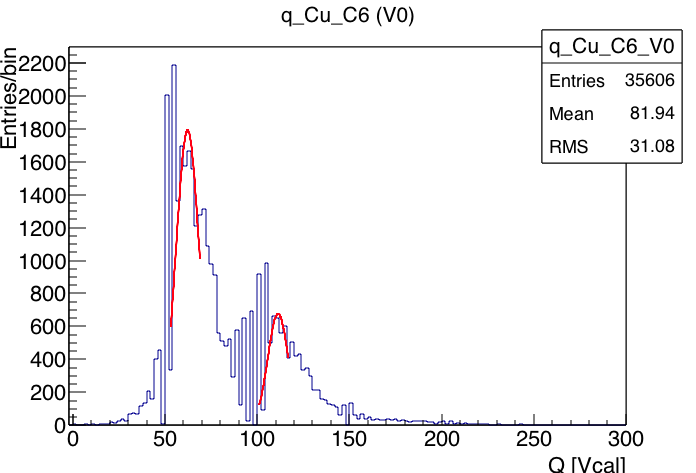 q_Cu_C6 (V0)
q_Cu_C6_V0
Entries 35606
Mean 81.94
RMS 31.08
Entries/bin
2200
2000
1800
1600
1400
1200
1000
800
600
400
200
0
0 50 100 150 200 250 300
Q [Vcal]